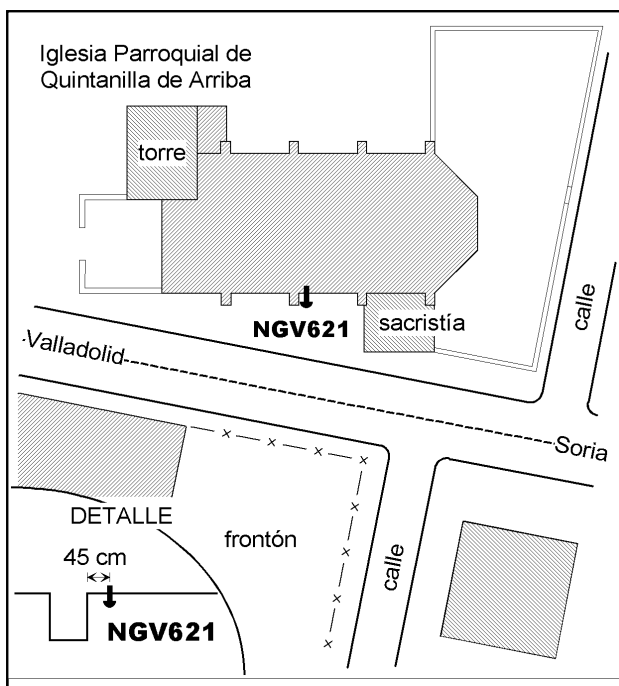 Iglesia Parroquial de
Quintanilla de Arriba
torre
NGV621
sacristía
calle
Valladolid
Soria
DETALLE
frontón
calle
45 cm
NGV621